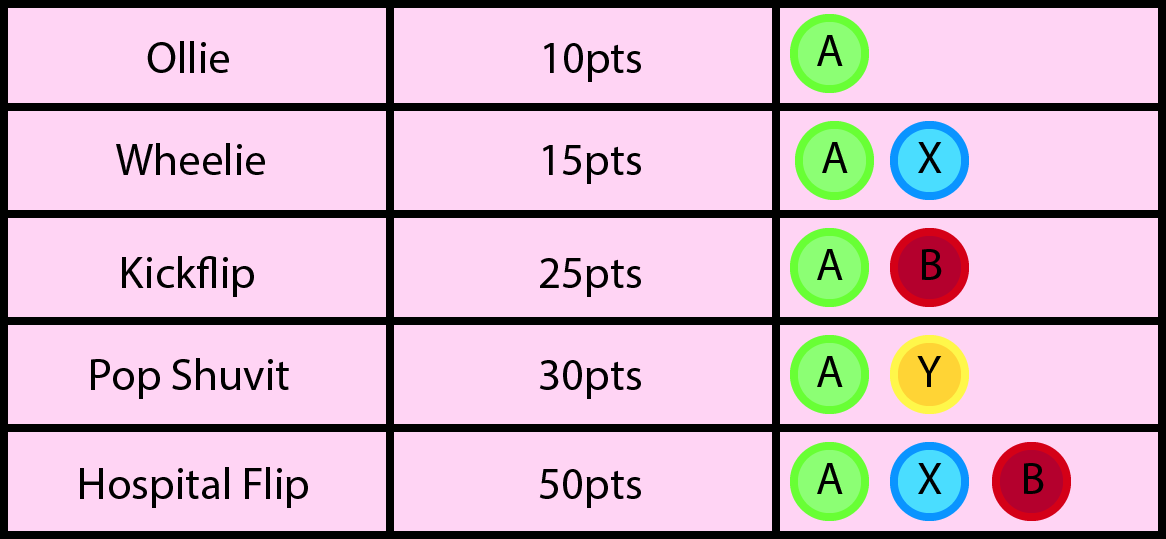 Ollie 10pts A
Wheelie 15pts A X
Kickflip 25pts A B
Pop Shuvit 30pts A Y
Hospital Flip 50pts A X B